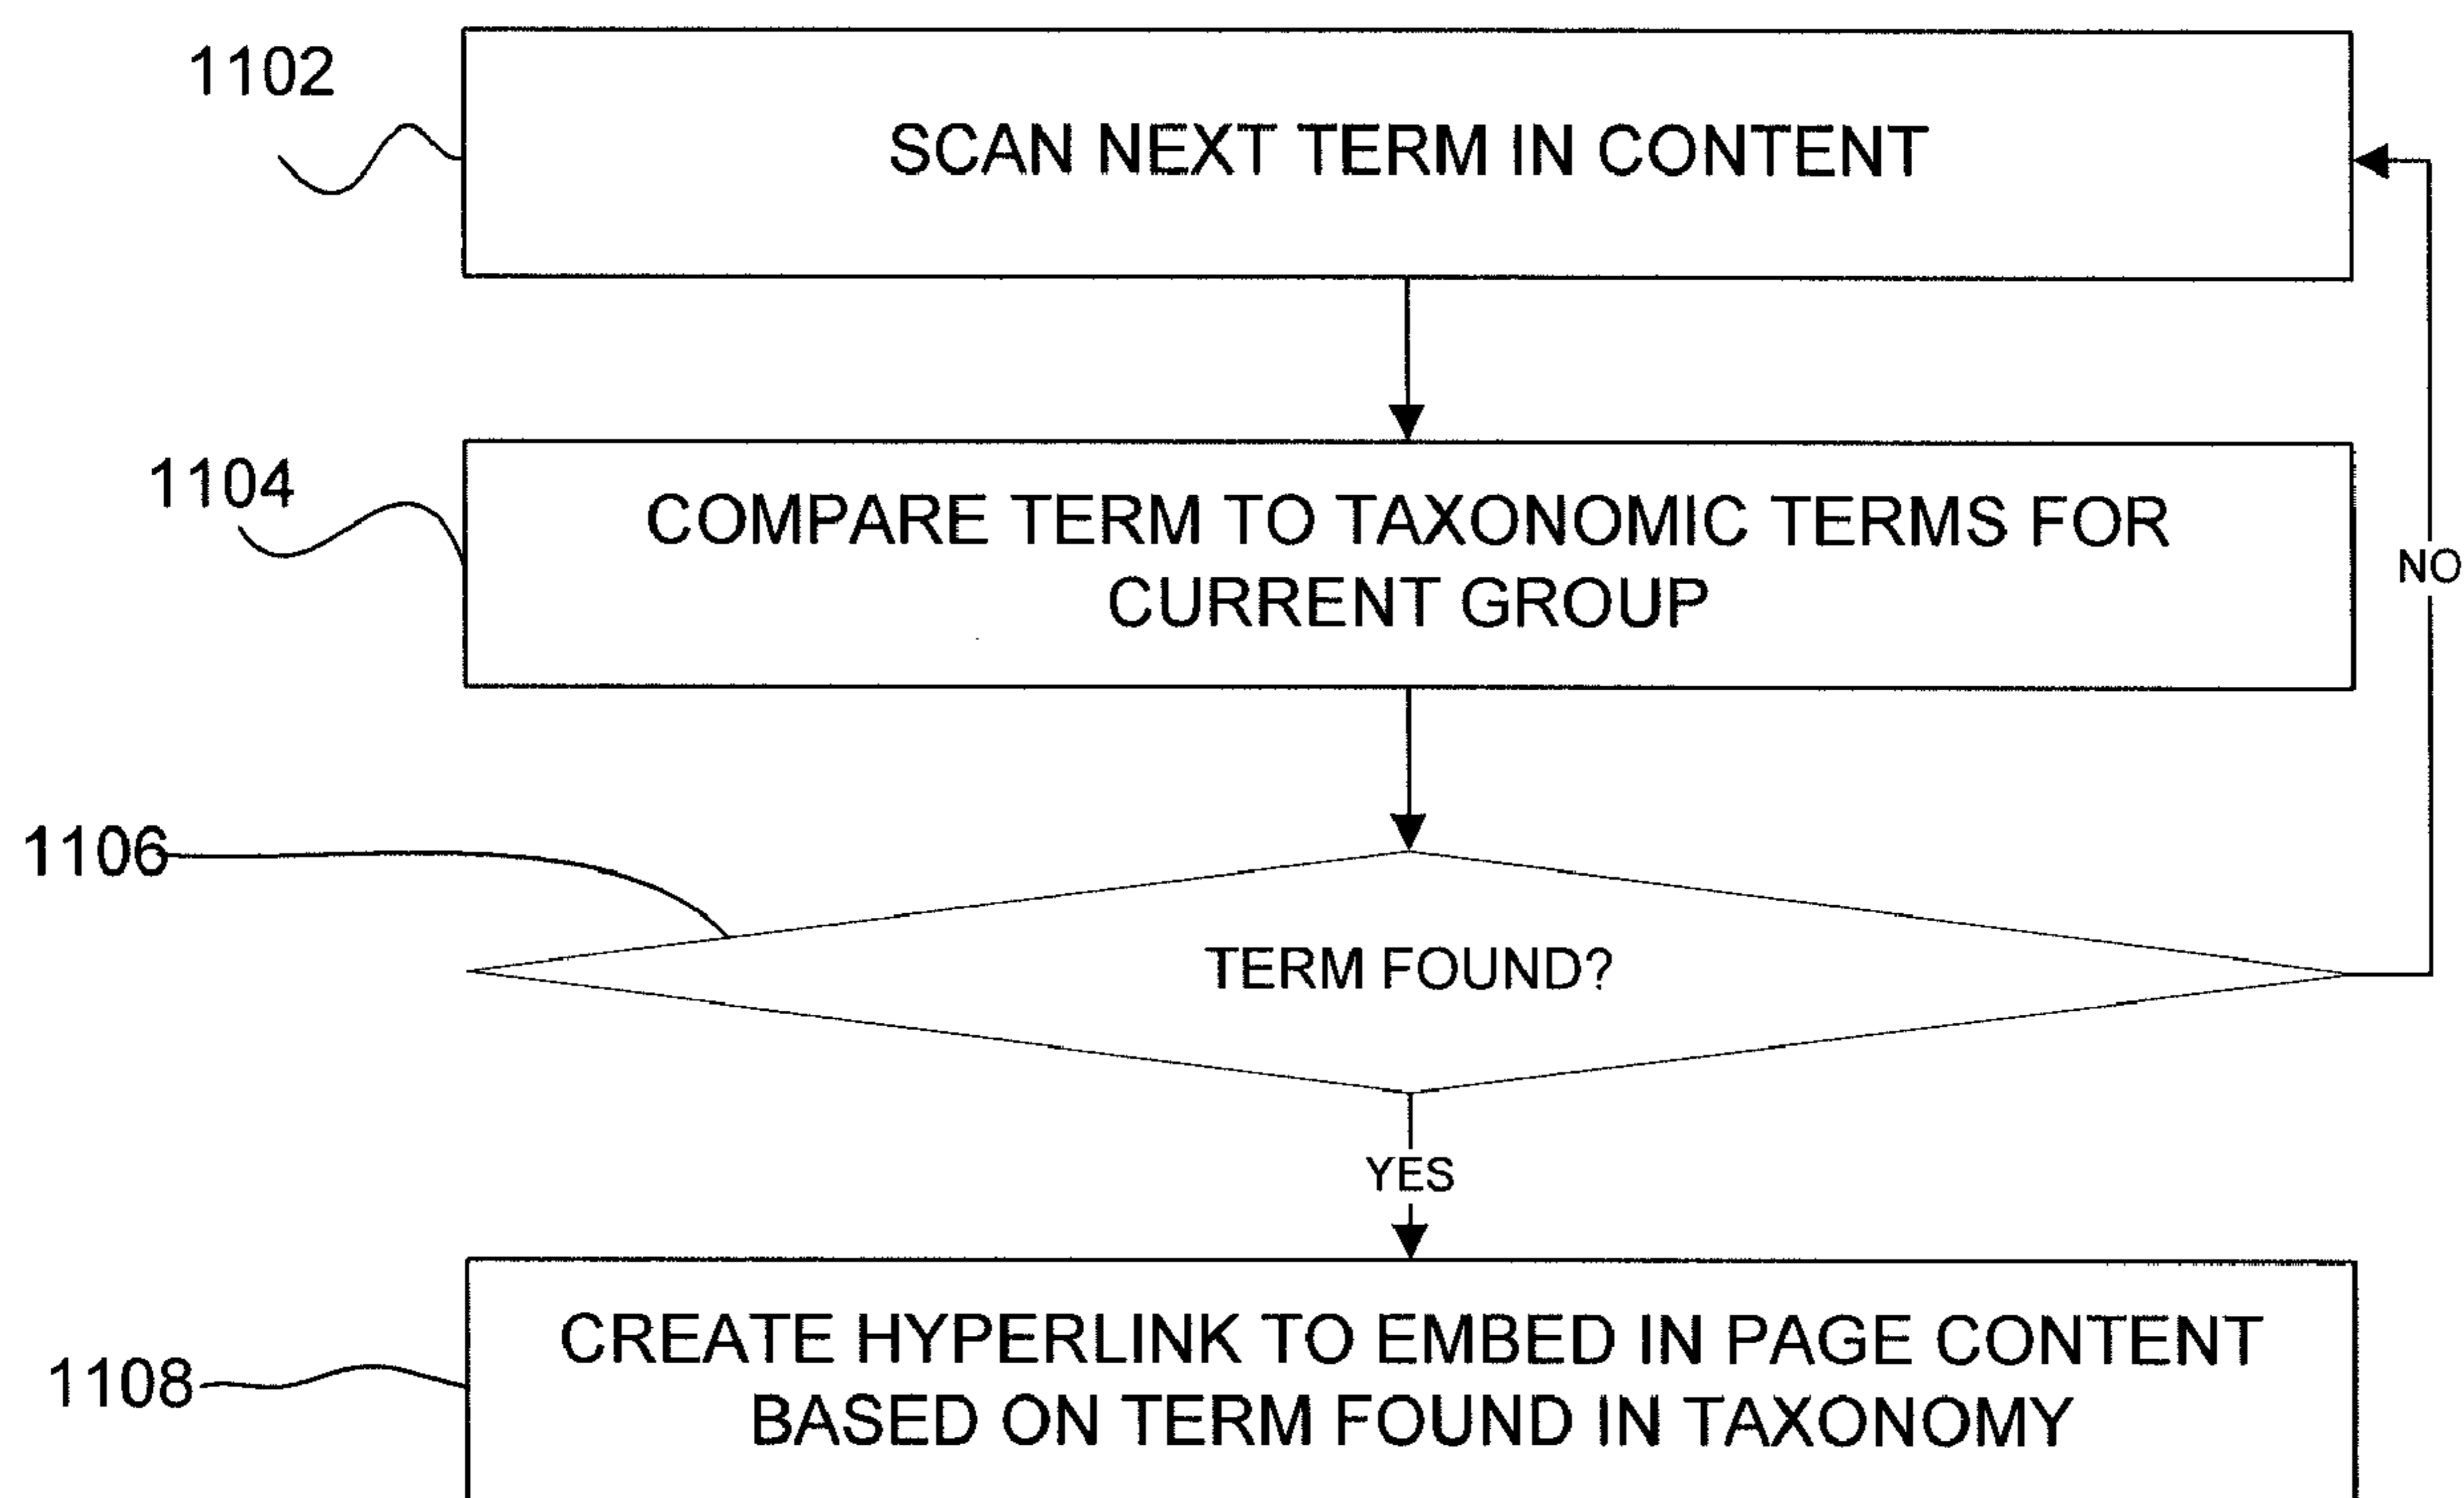 1102
SCAN NEXT TERM IN CONTENT
1104
COMPARE TERM TO TAXONOMIC TERMS FOR
CURRENT GROUP
NO
1106
TERM FOUND?
YES
1108
CREATE HYPERLINK TO EMBED IN PAGE CONTENT
BASED ON TERM FOUND IN TAXONOMY